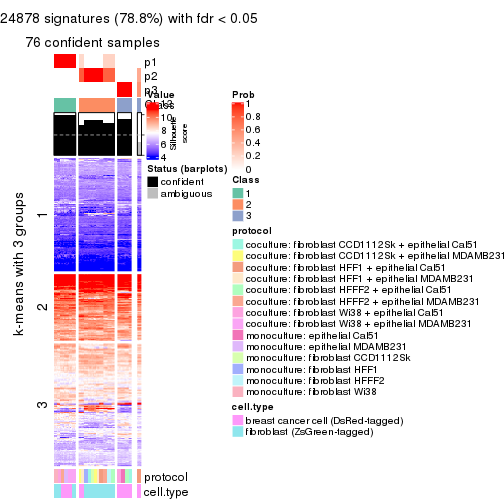 24878 signatures (78.8%) with fdr < 0.05
76 confident samples
p1
p2
p3
Value
12
10
8
6
4
Silhouette
score
Status (barplots)
confident
ambiguous
Prob
1
0.8
0.6
0.4
0.2
0
Class
1
2
3
protocol
coculture: fibroblast CCD1112Sk + epithelial Cal51
coculture: fibroblast CCD1112Sk + epithelial MDAMB231
coculture: fibroblast HFF1 + epithelial Cal51
coculture: fibroblast HFF1 + epithelial MDAMB231
coculture: fibroblast HFFF2 + epithelial Cal51
coculture: fibroblast HFFF2 + epithelial MDAMB231
coculture: fibroblast Wi38 + epithelial Cal51
coculture: fibroblast Wi38 + epithelial MDAMB231
monoculture: epithelial Cal51
monoculture: epithelial MDAMB231
monoculture: fibroblast CCD1112Sk
monoculture: fibroblast HFF1
monoculture: fibroblast HFFF2
monoculture: fibroblast Wi38
cell.type
breast cancer cell (DsRed-tagged)
fibroblast (ZsGreen-tagged)
k-means with 3 groups
1
2
3
protocol
cell.type